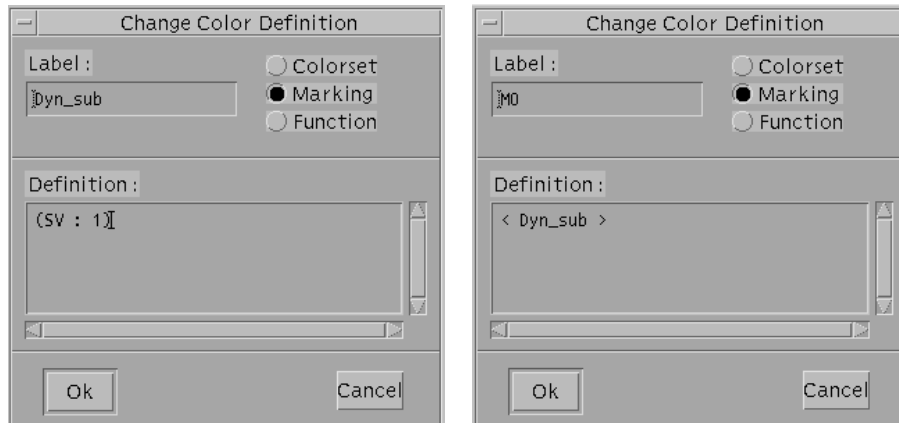 Change Color Definition
Label :
Dyn_sub
Colorset
Marking
Function
Definition :
(SV : 1)
Ok
Cancel
Change Color Definition
Label :
M0
Colorset
Marking
Function
Definition :
< Dyn_sub >
Ok
Cancel